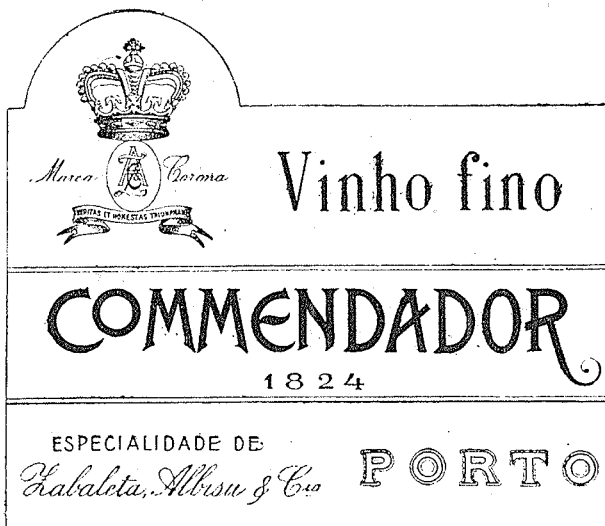 Marca Corona
VERITAS ET HONESTAS TRIUMPHANT
Vinho fino
COMMENDADOR
1824
ESPECIALIDADE DE
Zabaleta, Albisu & Cia
PORTO